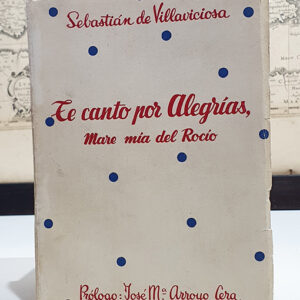 Sebastián de Villaviciosa
Te canto por Alegrías,
Mare mía del Rocío
Prólogo: José Mª Arroyo Cera